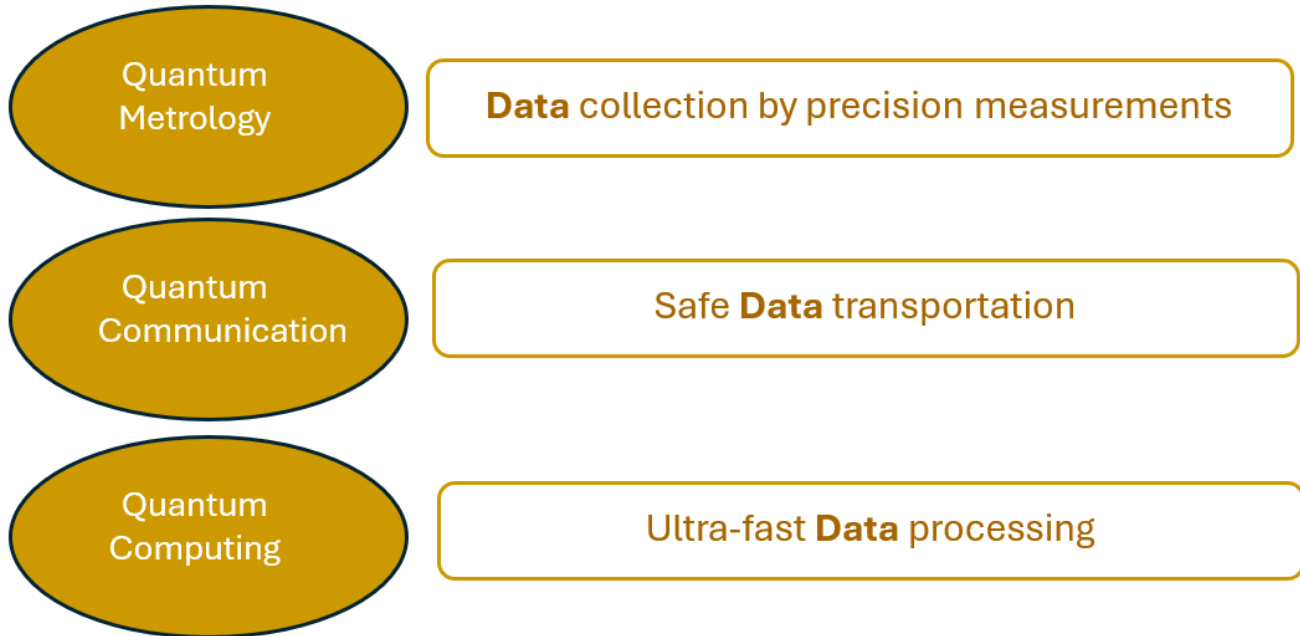 Quantum
Metrology
Data collection by precision measurements
Quantum
Communication
Safe Data transportation
Quantum
Computing
Ultra-fast Data processing